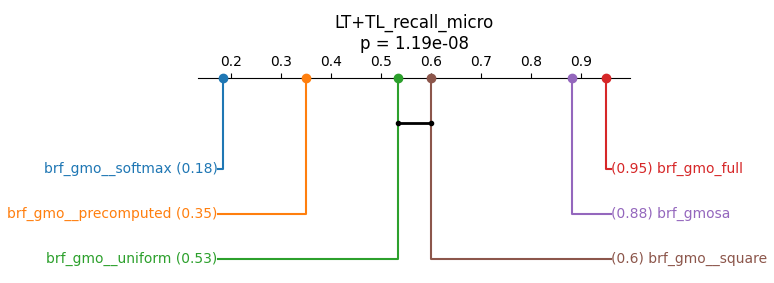 LT+TL_recall_micro
p = 1.19e-08
0.2 0.3 0.4 0.5 0.6 0.7 0.8 0.9
brf_gmo__softmax (0.18) (0.95) brf_gmo_full
brf_gmo__precomputed (0.35) (0.88) brf_gmosa
brf_gmo__uniform (0.53) (0.6) brf_gmo__square